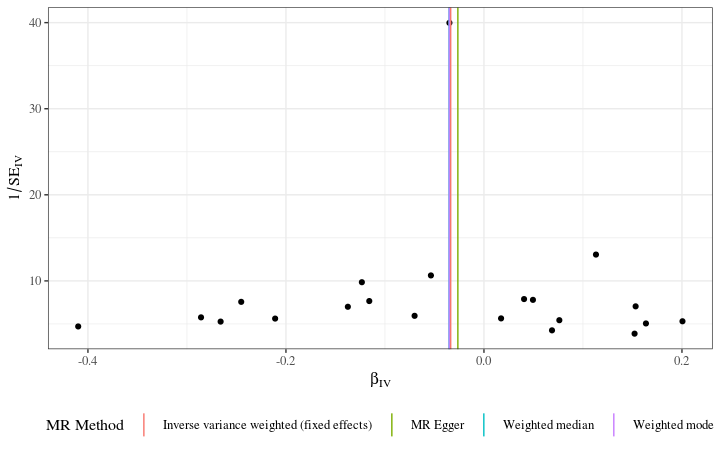 40
30
20
10
1/SE_IV
-0.4 -0.2 0.0 0.2
β_IV
MR Method Inverse variance weighted (fixed effects) MR Egger Weighted median Weighted mode